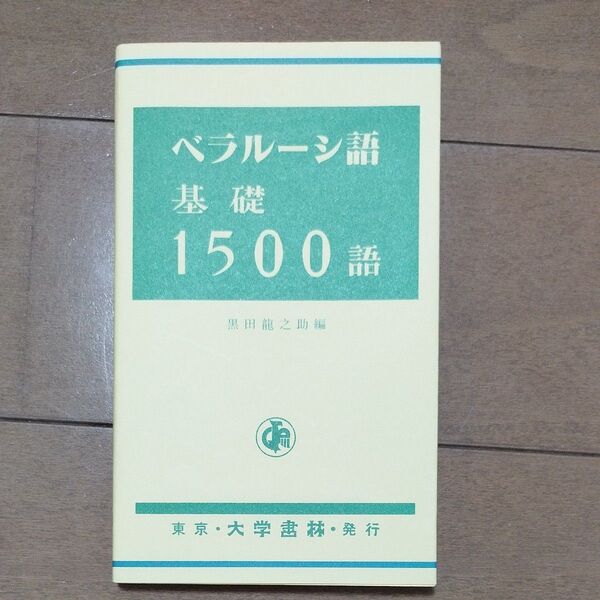 ベラルーシ語
基礎
1500語
黒田龍之助編
東京・大学書林・発行